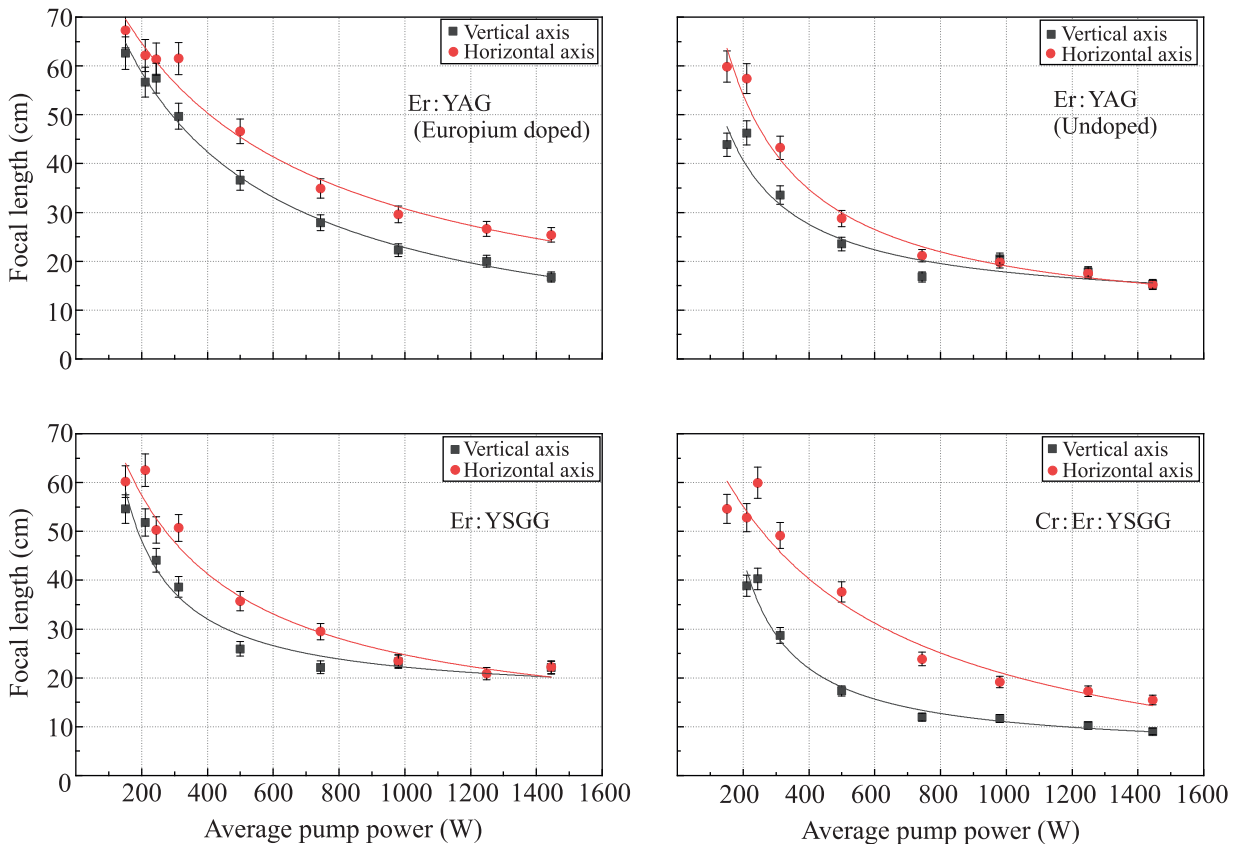 70
60
50
40
30
20
10
0
Focal length (cm)
Vertical axis
Horizontal axis
Er:YAG
(Europium doped)
Vertical axis
Horizontal axis
Er:YAG
(Undoped)
70
60
50
40
30
20
10
0
Focal length (cm)
Vertical axis
Horizontal axis
Er:YSGG
200 400 600 800 1000 1200 1400 1600
Average pump power (W)
Vertical axis
Horizontal axis
Cr:Er:YSGG
200 400 600 800 1000 1200 1400 1600
Average pump power (W)